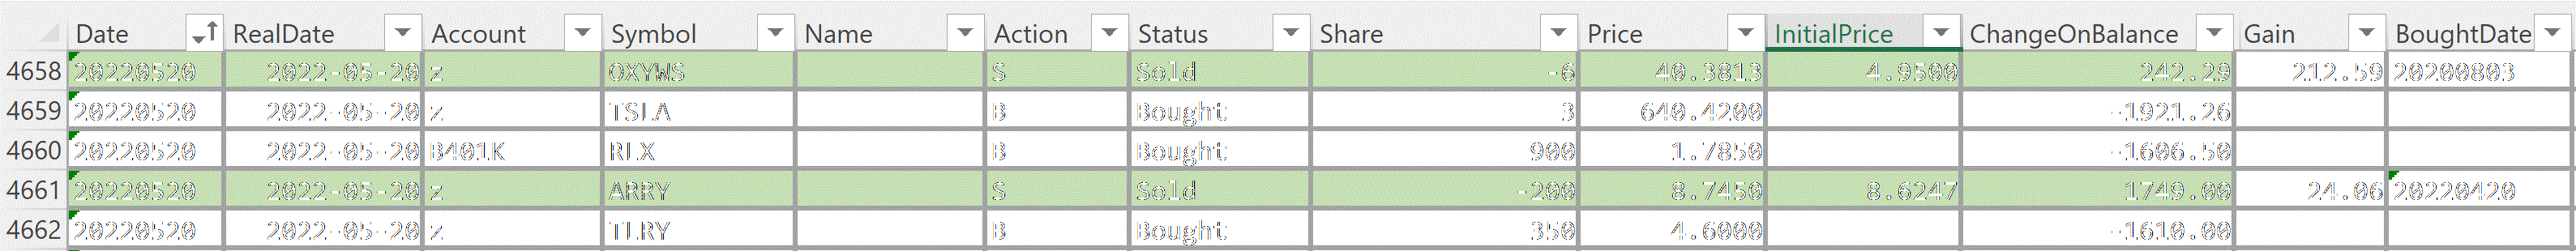 Date RealDate Account Symbol Name Action Status Share Price InitialPrice ChangeOnBalance Gain BoughtDate
4658 20220520 2022-05-20 z OXYWS S Sold -6 40.3813 4.9500 242.29 212.59 20200803
4659 20220520 2022-05-20 z TSLA B Bought 3 640.4200 -1921.26
4660 20220520 2022-05-20 B401K RLX B Bought 900 1.7850 -1606.50
4661 20220520 2022-05-20 z ARRY S Sold -200 8.7450 8.6247 1749.00 24.06 20220420
4662 20220520 2022-05-20 z TLRY B Bought 350 4.6000 -1610.00